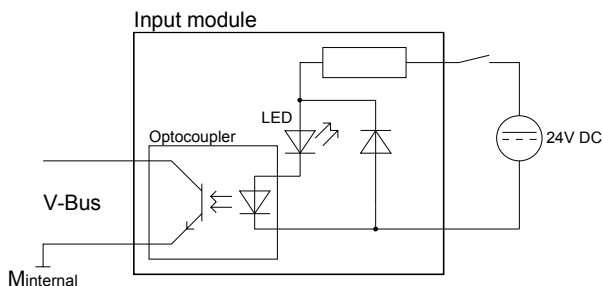 Input module
LED
Optocoupler
24V DC
V-Bus
Minternal